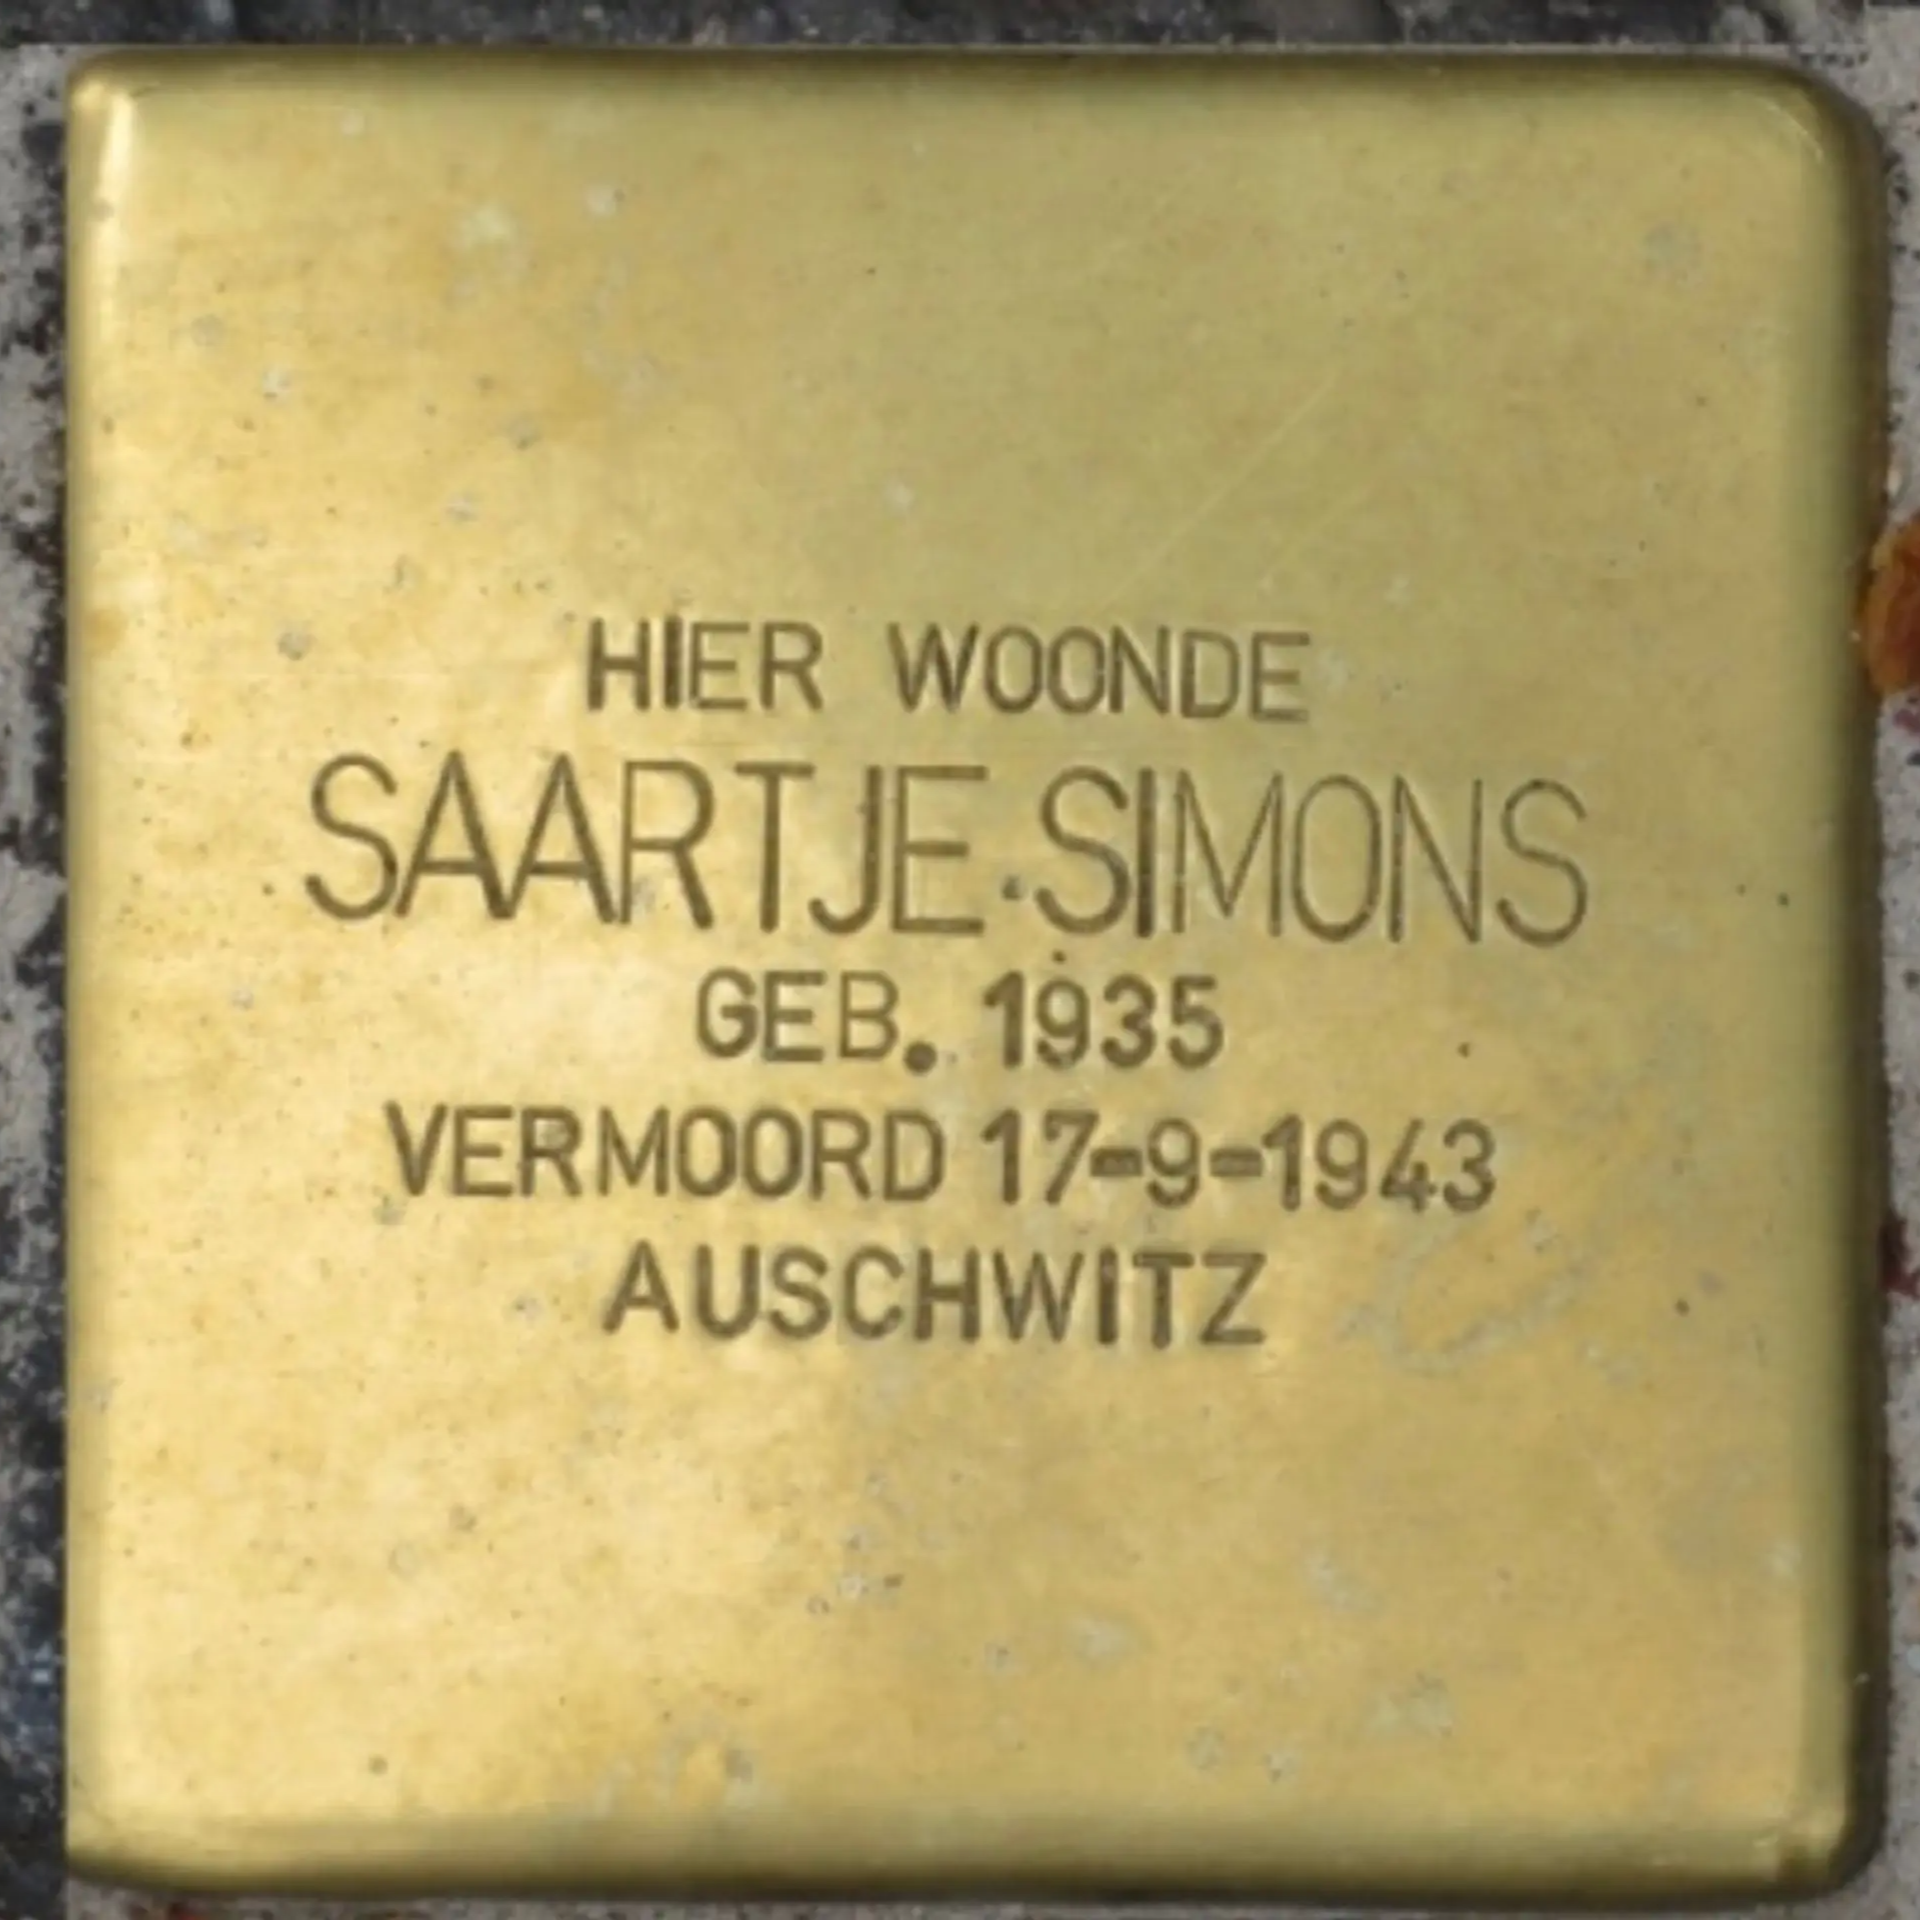 HIER WOONDE
SAARTJE SIMONS
GEB. 1935
VERMOORD 17-9-1943
AUSCHWITZ